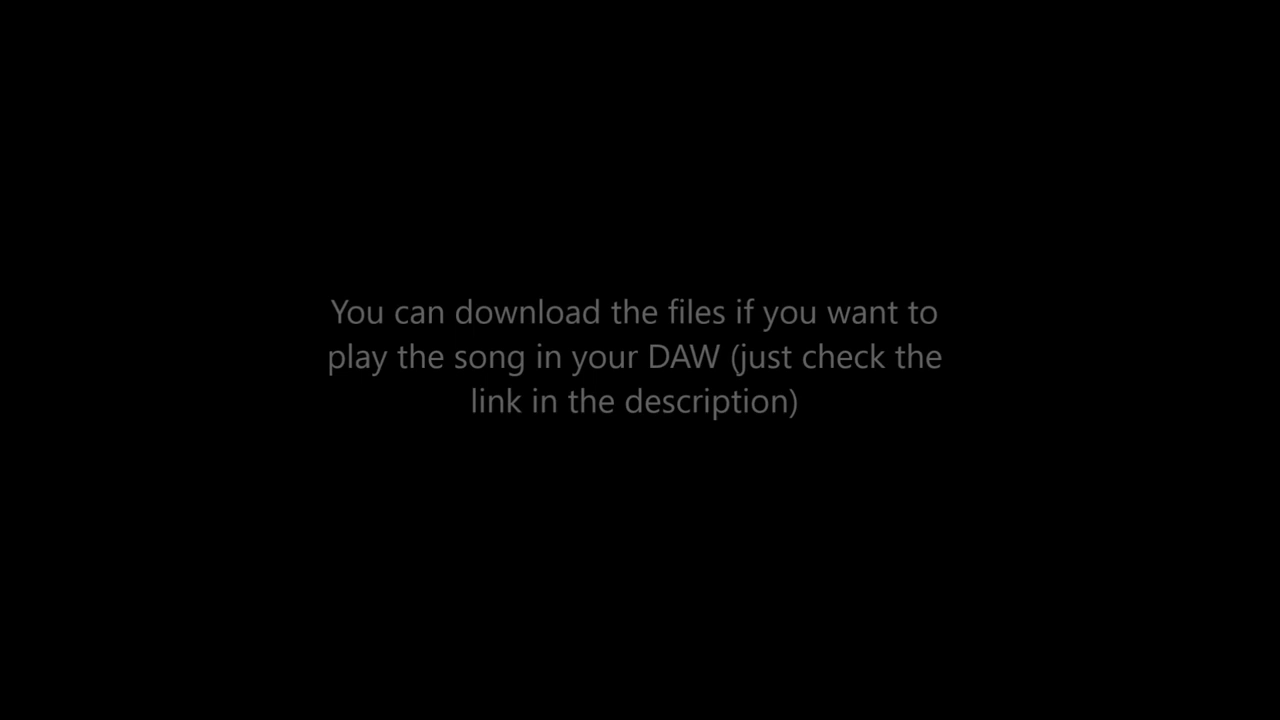 You can download the files if you want to
play the song in your DAW (just check the
link in the description)